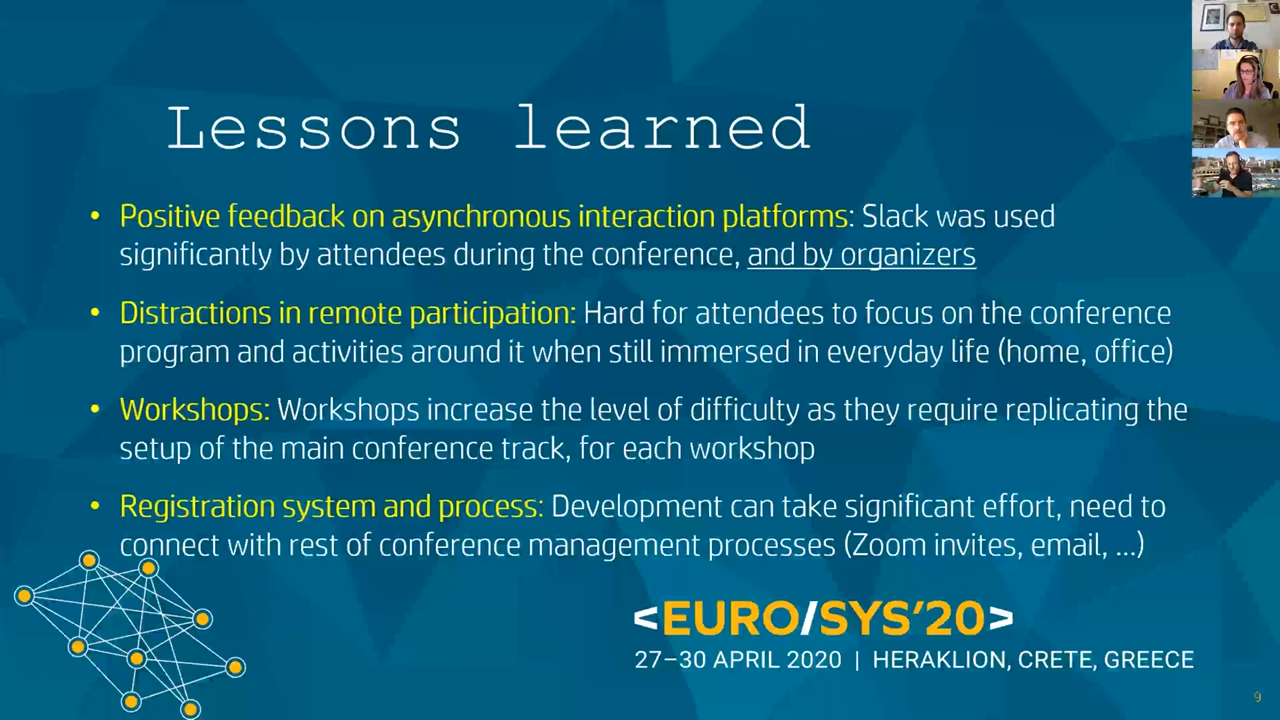 Lessons learned
• Positive feedback on asynchronous interaction platforms: Slack was used
significantly by attendees during the conference, and by organizers
• Distractions in remote participation: Hard for attendees to focus on the conference
program and activities around it when still immersed in everyday life (home, office)
• Workshops: Workshops increase the level of difficulty as they require replicating the
setup of the main conference track, for each workshop
• Registration system and process: Development can take significant effort, need to
connect with rest of conference management processes (Zoom invites, email, ...)
<EURO/SYS'20>
27–30 APRIL 2020 | HERAKLION, CRETE, GREECE
9